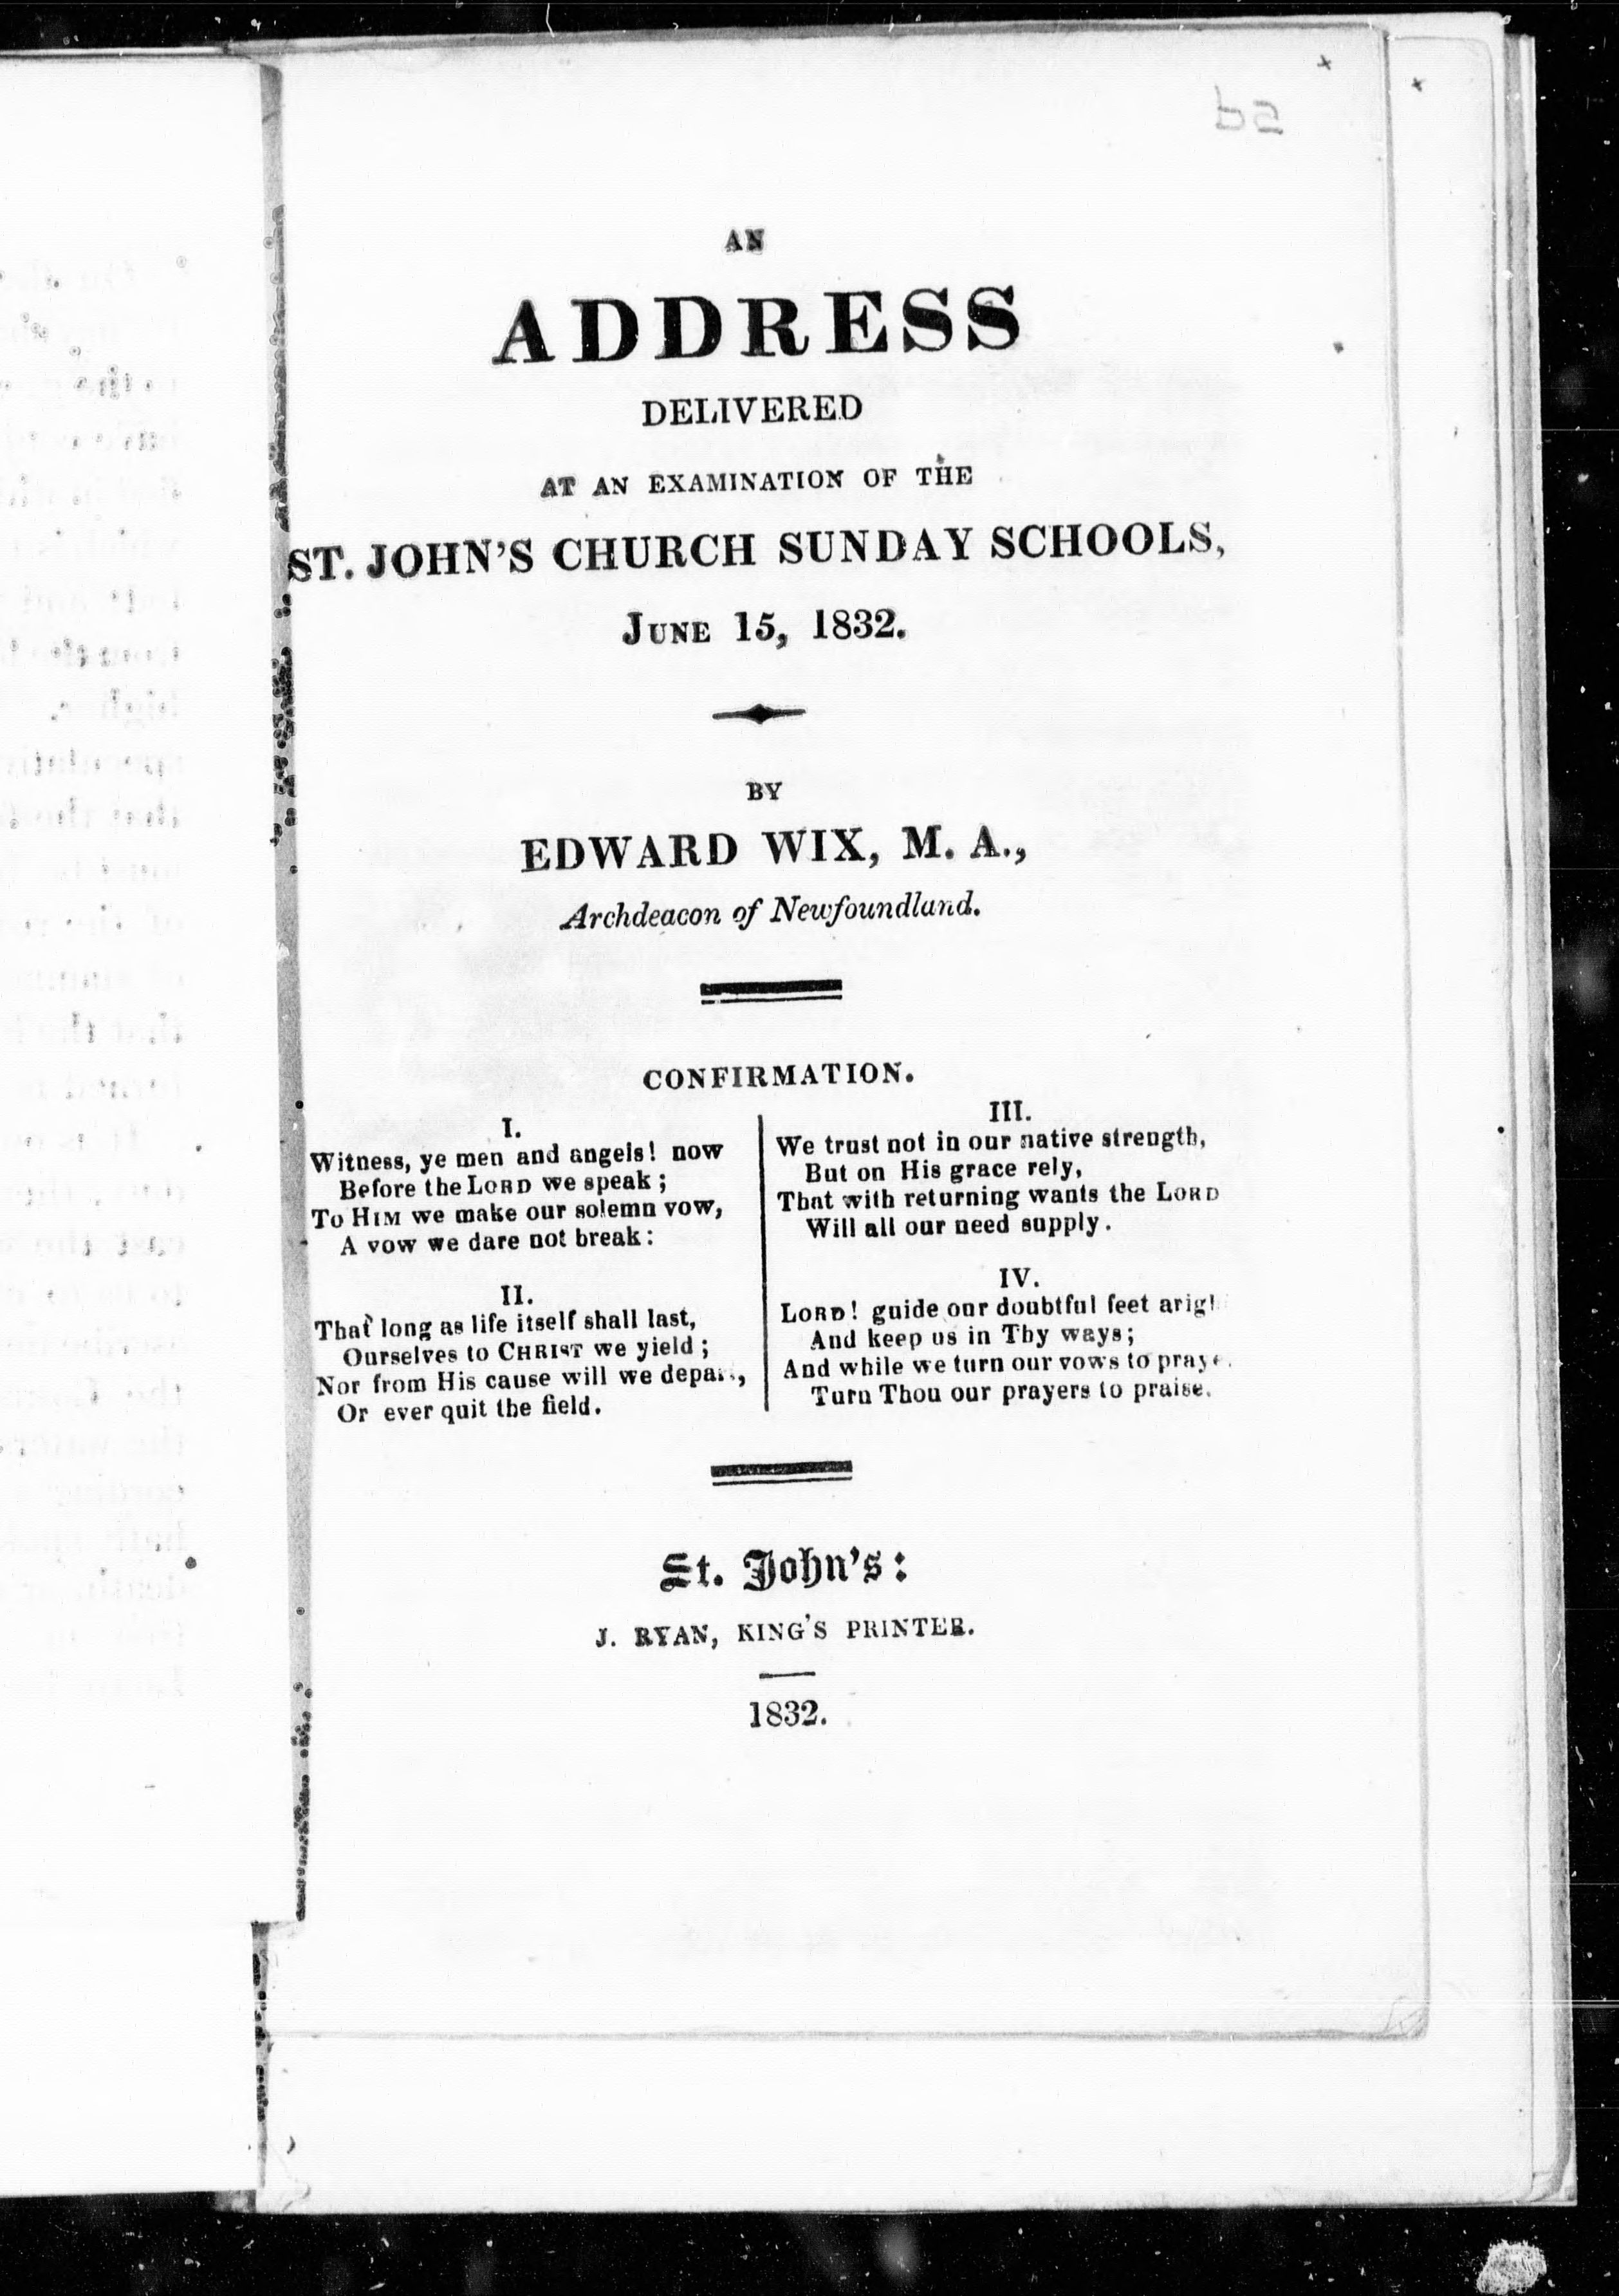 AN
ADDRESS
DELIVERED
AT AN EXAMINATION OF THE
ST. JOHN'S CHURCH SUNDAY SCHOOLS,
JUNE 15, 1832.
BY
EDWARD WIX, M. A.,
Archdeacon of Newfoundland.
CONFIRMATION.
I.
Witness, ye men and angels! now
Before the LORD we speak;
To HIM we make our solemn vow,
A vow we dare not break:
II.
That long as life itself shall last,
Ourselves to CHRIST we yield;
Nor from His cause will we depart,
Or ever quit the field.
III.
We trust not in our native strength,
But on His grace rely,
That with returning wants the LORD
Will all our need supply.
IV.
LORD! guide our doubtful feet
And keep us in Thy ways;
And while we turn our vows to
Turn Thou our prayers to praise.
St. John's:
J. RYAN, KING'S PRINTER.
1832.